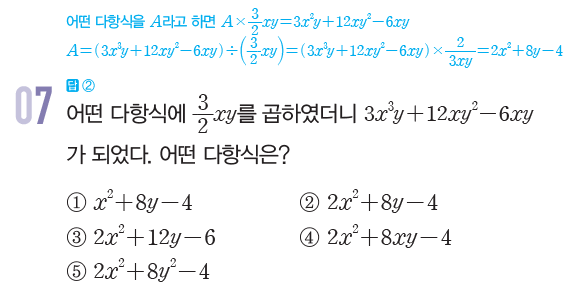 어떤 다항식을 A라고 하면 A×3/2xy=3x³y+12xy²-6xy
A=(3x³y+12xy²-6xy)÷(3/2xy)=(3x³y+12xy²-6xy)×2/3xy=2x²+8y-4
답 ②
07 어떤 다항식에 3/2xy를 곱하였더니 3x³y+12xy²-6xy
가 되었다. 어떤 다항식은?
① x²+8y-4 ② 2x²+8y-4
③ 2x²+12y-6 ④ 2x²+8xy-4
⑤ 2x²+8y²-4